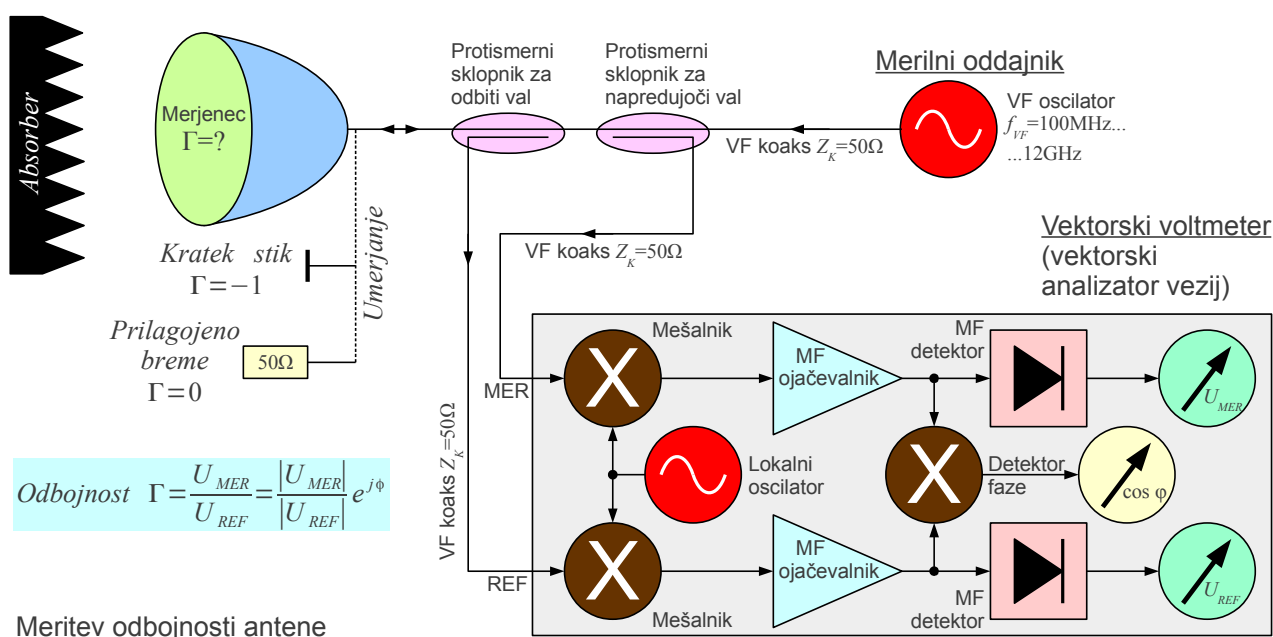 Absorber
Merjenec
Γ=?
Protismerni
sklopnik za
odbiti val
Protismerni
sklopnik za
napredujoči val
Merilni oddajnik
VF oscilator
f_VF=100MHz...
...12GHz
VF koaks Z_K=50Ω
VF koaks Z_K=50Ω
Kratek stik
Γ=−1
Umerjanje
Prilagojeno
breme
Γ=0
50Ω
Vektorski voltmeter
(vektorski
analizator vezij)
Mešalnik
MF
ojačevalnik
MF
detektor
MER
X
U_MER
VF koaks Z_K=50Ω
Lokalni
oscilator
X
Detektor
faze
cos φ
Odbojnost Γ=U_MER/U_REF=|U_MER|/|U_REF| e^jϕ
REF
X
Mešalnik
MF
ojačevalnik
MF
detektor
U_REF
Meritev odbojnosti antene